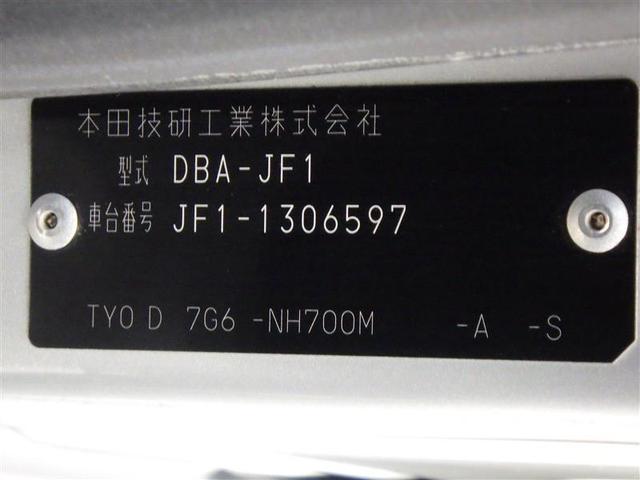 本田技研工業株式会社
型式 DBA-JF1
車台番号 JF1-1306597
TYO D 7G6 -NH700M -A -S